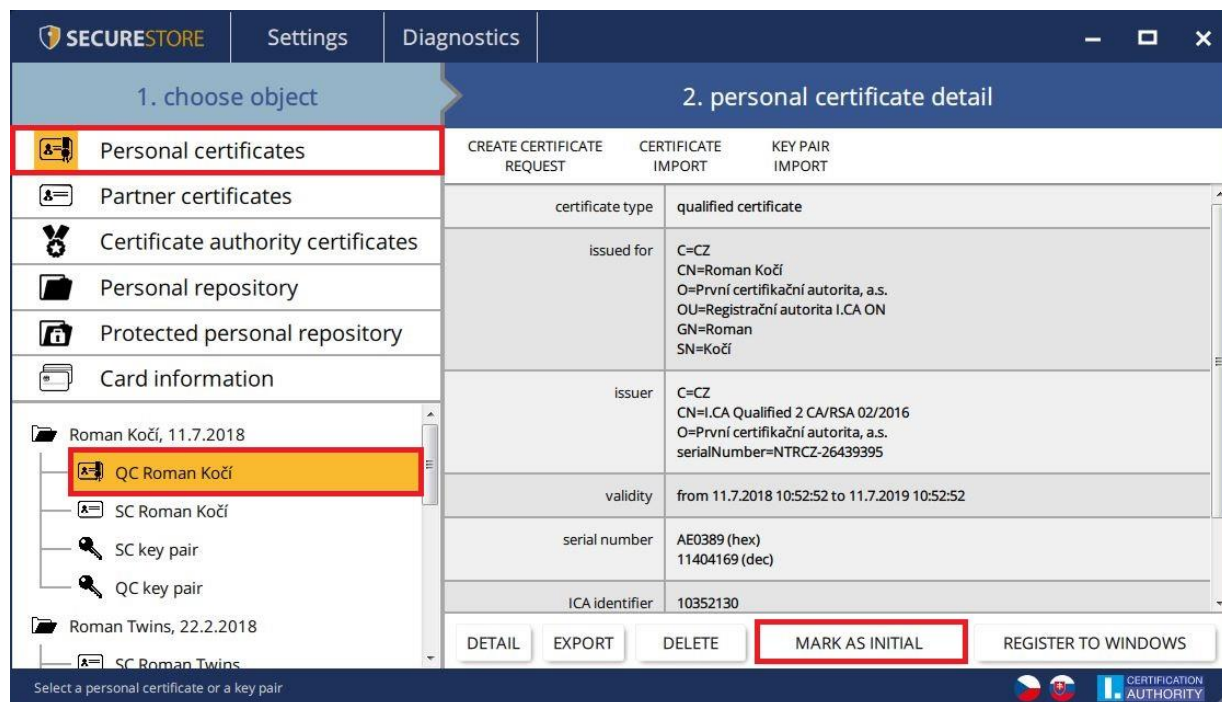 SECURESTORE Settings Diagnostics
1. choose object
2. personal certificate detail
Personal certificates
Partner certificates
Certificate authority certificates
Personal repository
Protected personal repository
Card information
Roman Kočí, 11.7.2018
QC Roman Kočí
SC Roman Kočí
SC key pair
QC key pair
Roman Twins, 22.2.2018
SC Roman Twins
CREATE CERTIFICATE
REQUEST
CERTIFICATE
IMPORT
KEY PAIR
IMPORT
certificate type qualified certificate
issued for C=CZ
CN=Roman Kočí
O=První certifikační autorita, a.s.
OU=Registrační autorita I.CA ON
GN=Roman
SN=Kočí
issuer C=CZ
CN=I.CA Qualified 2 CA/RSA 02/2016
O=První certifikační autorita, a.s.
serialNumber=NTRCZ-26439395
validity from 11.7.2018 10:52:52 to 11.7.2019 10:52:52
serial number AE0389 (hex)
11404169 (dec)
ICA identifier 10352130
DETAIL EXPORT DELETE MARK AS INITIAL REGISTER TO WINDOWS
Select a personal certificate or a key pair
I. CERTIFICATION
AUTHORITY